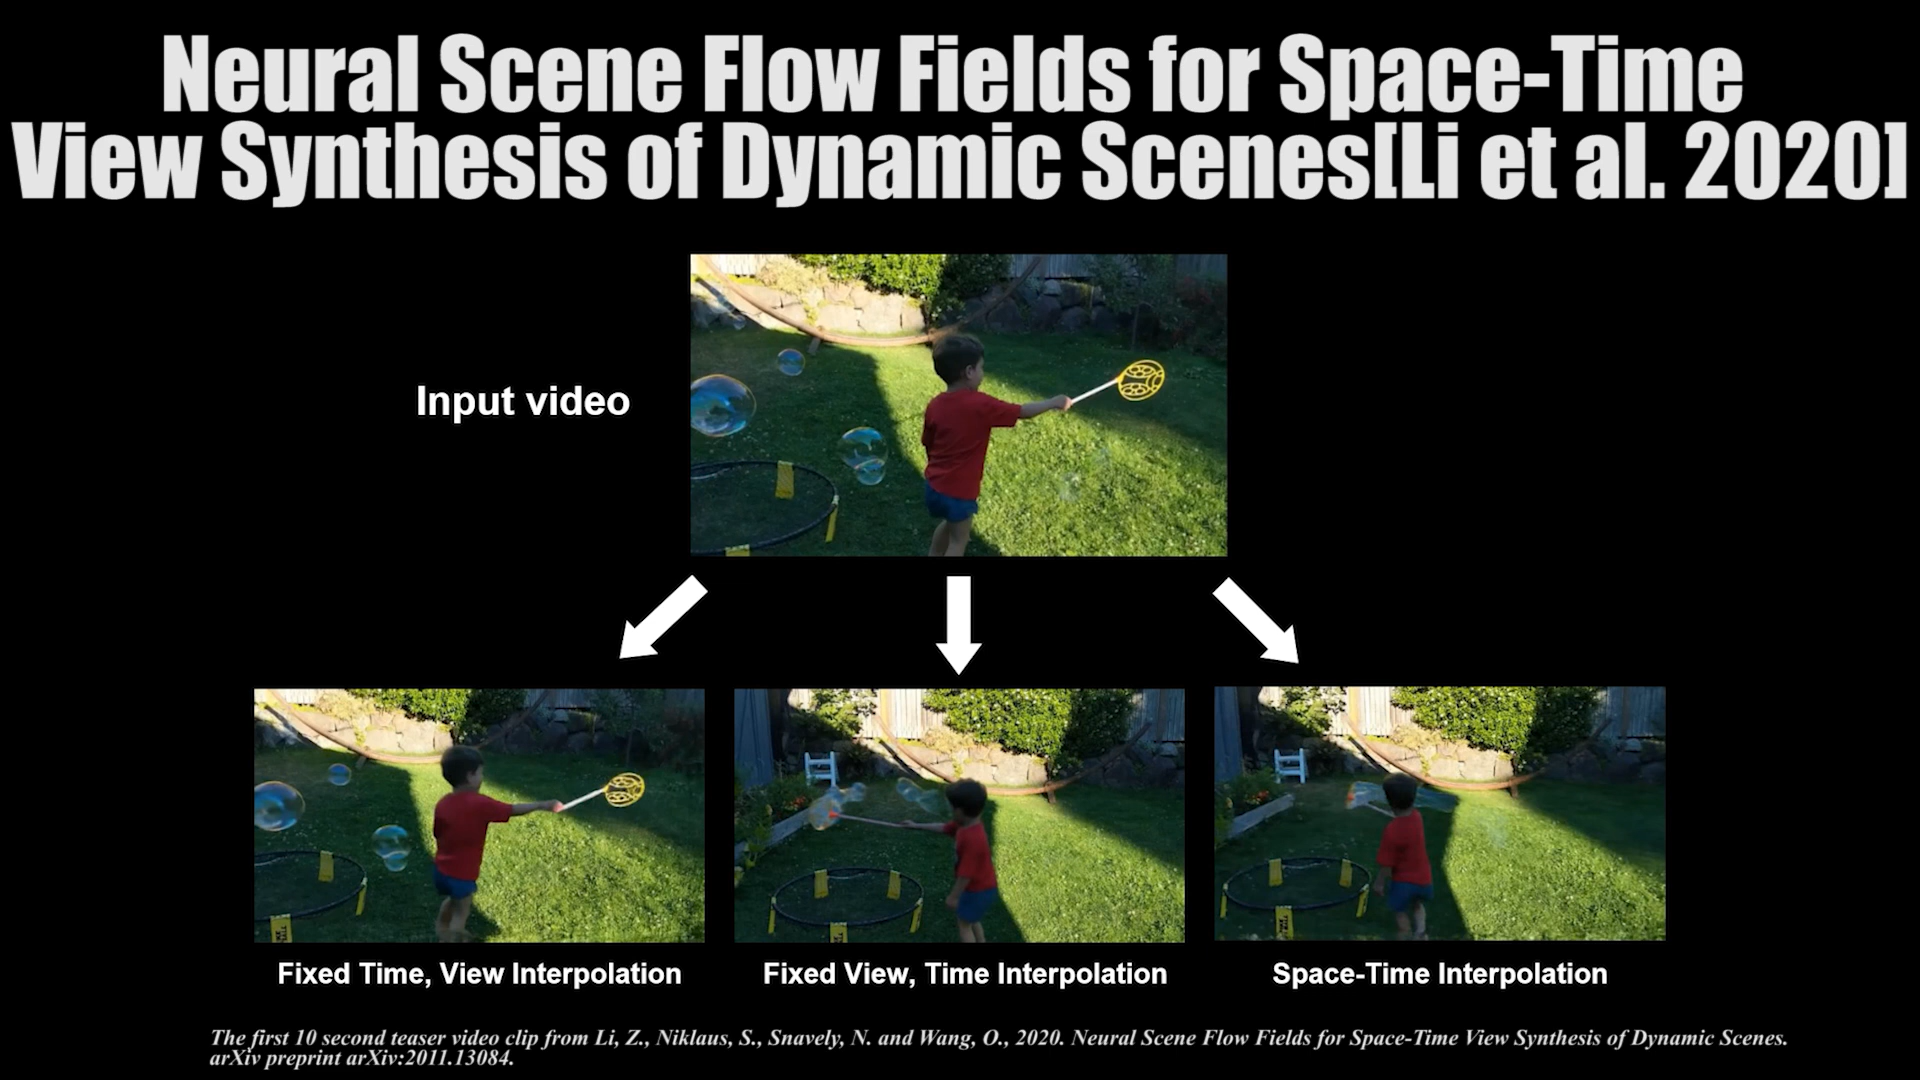 Neural Scene Flow Fields for Space-Time
View Synthesis of Dynamic Scenes[Li et al. 2020]
Input video
Fixed Time, View Interpolation
Fixed View, Time Interpolation
Space-Time Interpolation
The first 10 second teaser video clip from Li, Z., Niklaus, S., Snavely, N. and Wang, O., 2020. Neural Scene Flow Fields for Space-Time View Synthesis of Dynamic Scenes.
arXiv preprint arXiv:2011.13084.